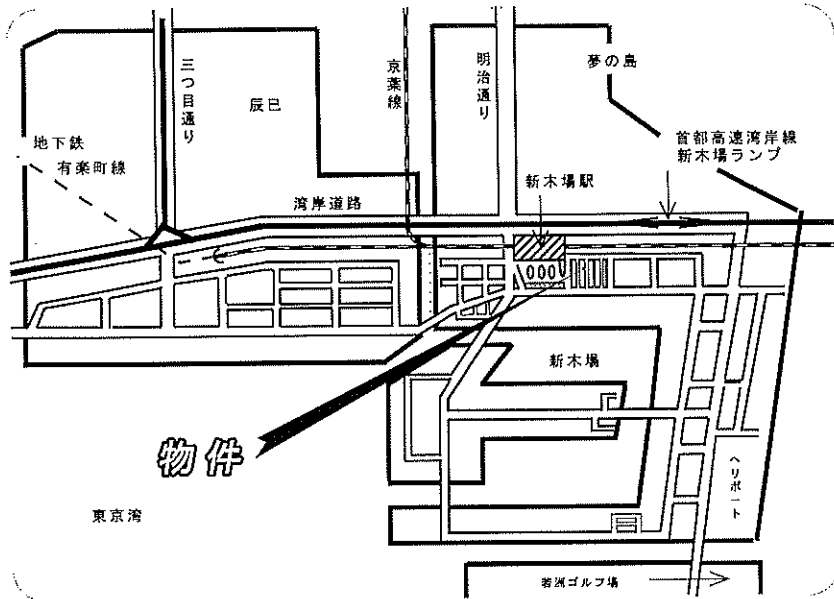 三つ目通り
京葉線
明治通り
夢の島
辰巳
地下鉄
有楽町線
首都高速湾岸線
新木場ランプ
新木場駅
湾岸道路
新木場
物件
ヘリポート
東京湾
若洲ゴルフ場